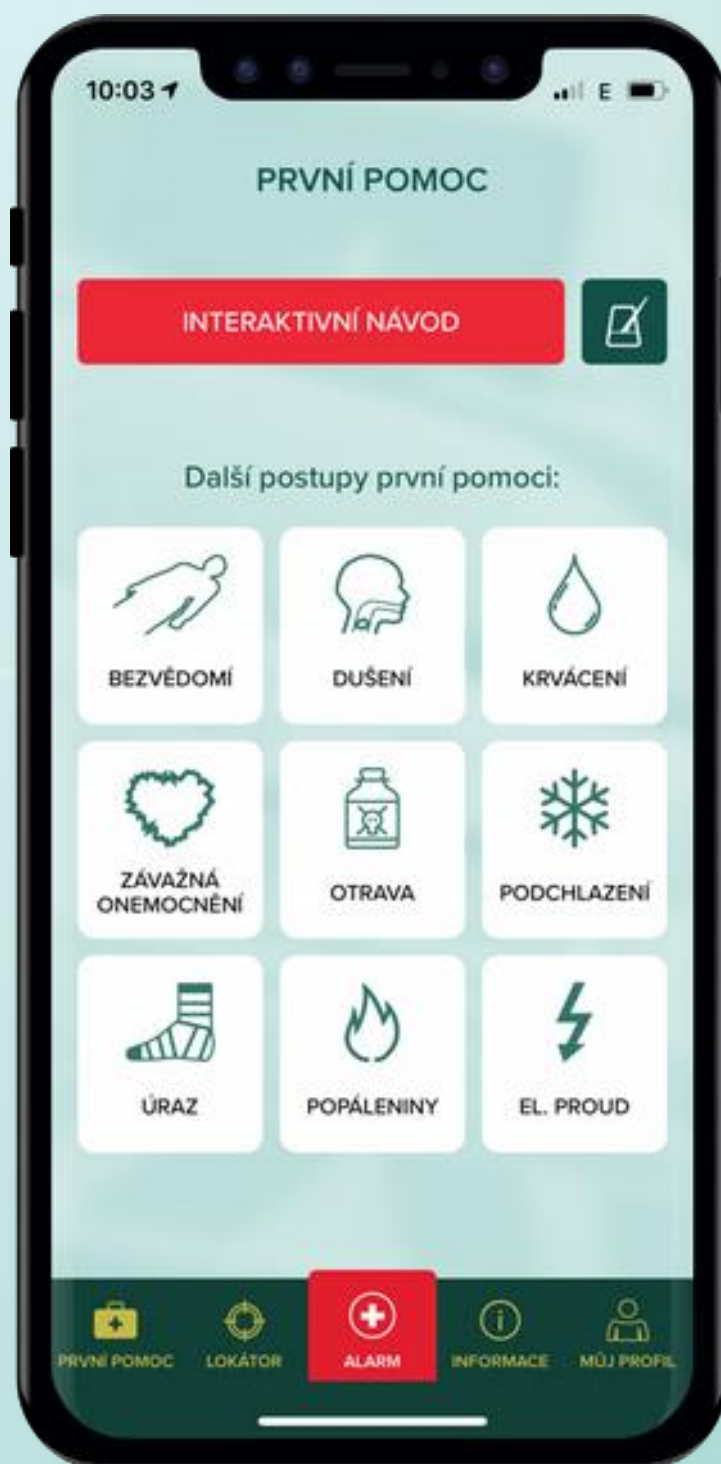 10:03
E
PRVNÍ POMOC
INTERAKTIVNÍ NÁVOD
Další postupy první pomoci:
BEZVĚDOMÍ
DUŠENÍ
KRVÁCENÍ
ZÁVAŽNÁ
ONEMOCNĚNÍ
OTRAVA
PODCHLAZENÍ
ÚRAZ
POPÁLENINY
EL. PROUD
PRVNÍ POMOC
LOKÁTOR
ALARM
INFORMACE
MŮJ PROFIL